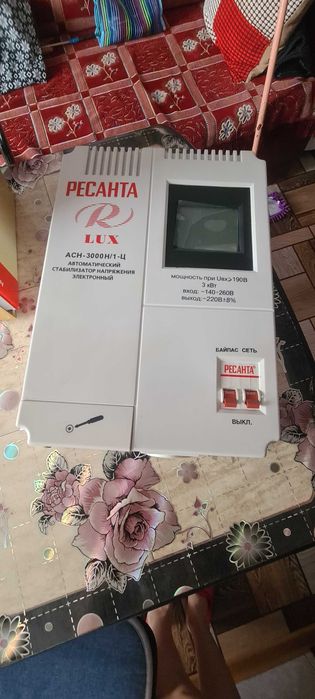 РЕСАНТА
R
LUX
АСН-3000Н/1-Ц
АВТОМАТИЧЕСКИЙ
СТАБИЛИЗАТОР НАПРЯЖЕНИЯ
ЭЛЕКТРОННЫЙ
мощность при Uвх≥190В
3 кВт
вход: ~140÷260В
выход:~220В±8%
БАЙПАС СЕТЬ
РЕСАНТА
ВЫКЛ.